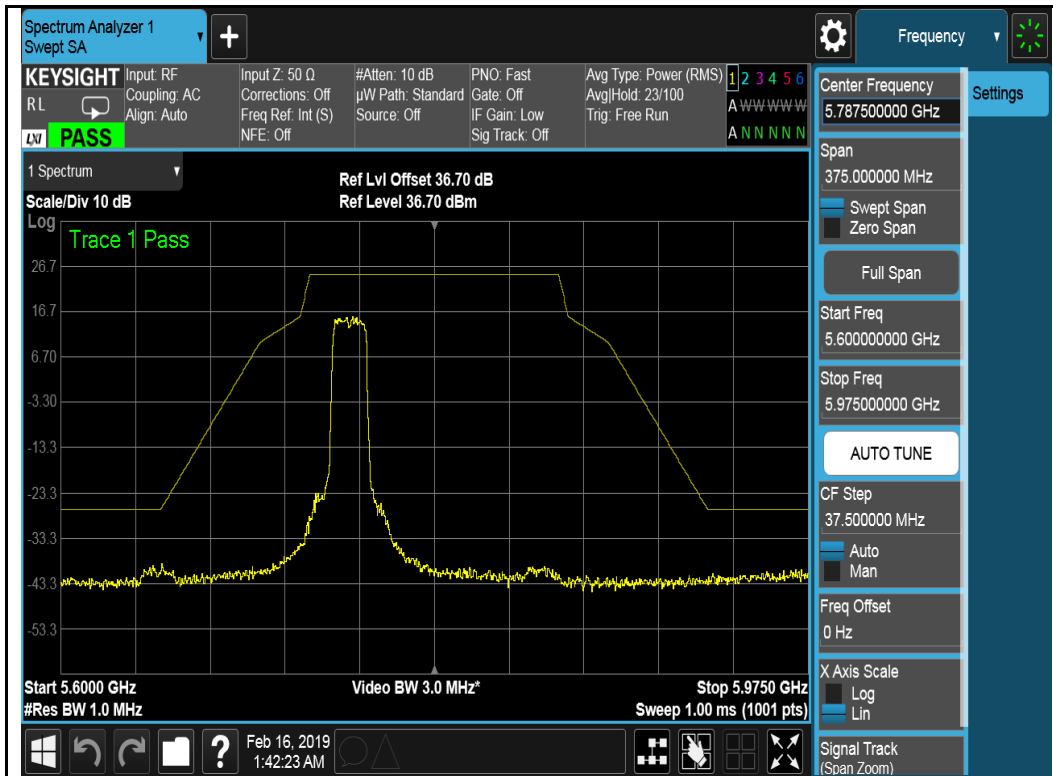 Spectrum Analyzer 1
Swept SA
+
Frequency
KEYSIGHT
R L
LXI
PASS
Input: RF
Coupling: AC
Align: Auto
Input Z: 50 Ω
Corrections: Off
Freq Ref: Int (S)
NFE: Off
#Atten: 10 dB
µW Path: Standard
Source: Off
PNO: Fast
Gate: Off
IF Gain: Low
Sig Track: Off
Avg Type: Power (RMS)
Avg|Hold: 23/100
Trig: Free Run
1 2 3 4 5 6
A W W W W W
A N N N N N
1 Spectrum
Scale/Div 10 dB
Ref Lvl Offset 36.70 dB
Ref Level 36.70 dBm
Log
Trace 1 Pass
26.7
16.7
6.70
-3.30
-13.3
-23.3
-33.3
-43.3
-53.3
Start 5.6000 GHz
#Res BW 1.0 MHz
Video BW 3.0 MHz*
Stop 5.9750 GHz
Sweep 1.00 ms (1001 pts)
Center Frequency
5.787500000 GHz
Span
375.000000 MHz
Swept Span
Zero Span
Full Span
Start Freq
5.600000000 GHz
Stop Freq
5.975000000 GHz
AUTO TUNE
CF Step
37.500000 MHz
Auto
Man
Freq Offset
0 Hz
X Axis Scale
Log
Lin
Signal Track
(Span Zoom)
Settings
?
Feb 16, 2019
1:42:23 AM